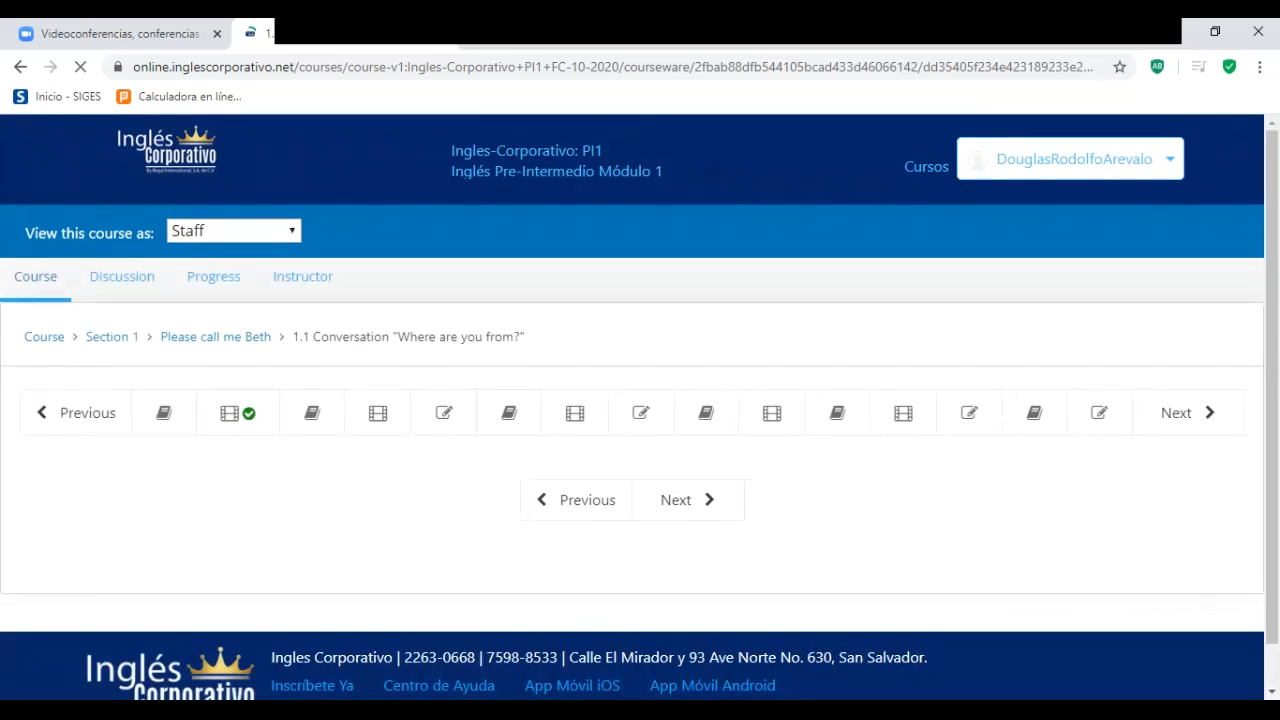 Videoconferencias, conferencias
1.
online.inglescorporativo.net/courses/course-v1:Ingles-Corporativo+PI1+FC-10-2020/courseware/2fbab88dfb544105bcad433d46066142/dd35405f234e423189233e2...
Inicio - SIGES
Calculadora en líne...
Inglés
Corporativo
Ingles-Corporativo: PI1
Inglés Pre-Intermedio Módulo 1
Cursos
DouglasRodolfoArevalo
View this course as:
Staff
Course
Discussion
Progress
Instructor
Course > Section 1 > Please call me Beth > 1.1 Conversation "Where are you from?"
Previous
Next
Previous
Next
Inglés
Corporativo
Ingles Corporativo | 2263-0668 | 7598-8533 | Calle El Mirador y 93 Ave Norte No. 630, San Salvador.
Inscríbete Ya
Centro de Ayuda
App Móvil iOS
App Móvil Android